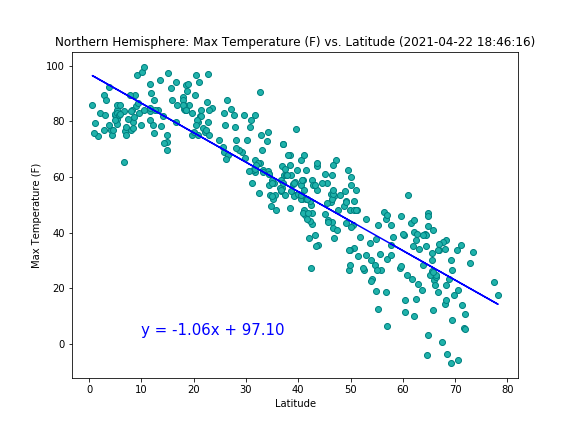 Northern Hemisphere: Max Temperature (F) vs. Latitude (2021-04-22 18:46:16)
100
80
60
40
20
0
Max Temperature (F)
y = -1.06x + 97.10
0 10 20 30 40 50 60 70 80
Latitude